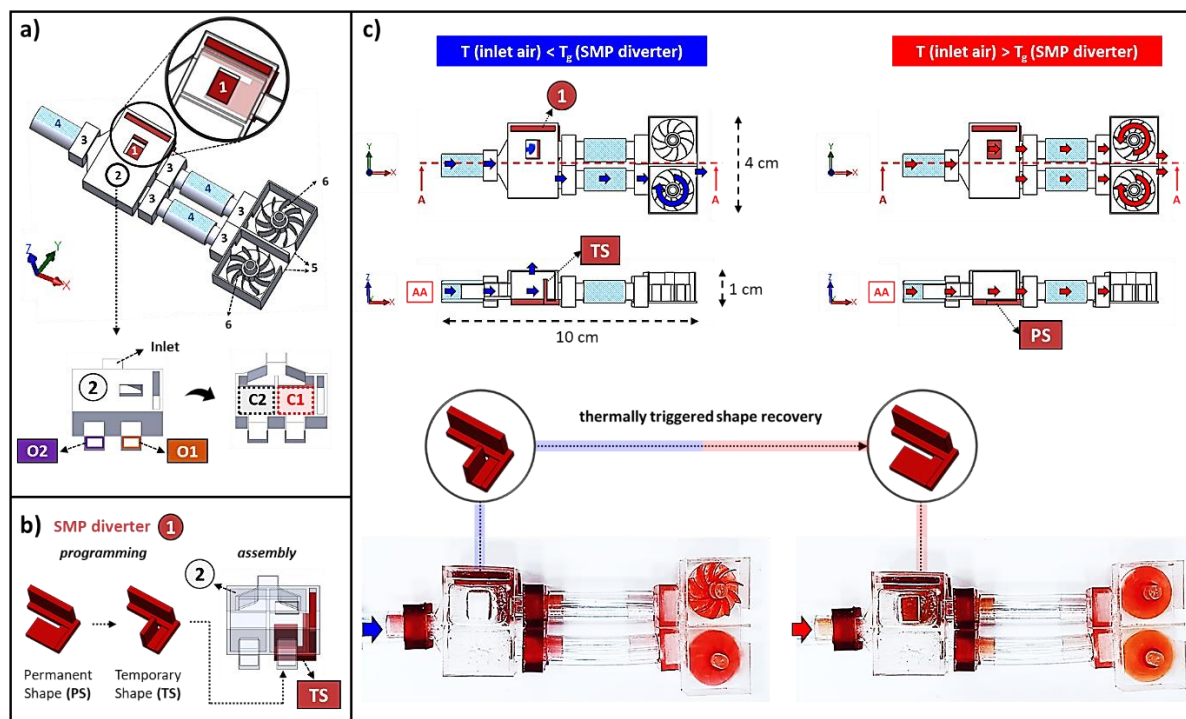 a)
1
4
3
1
2
3
3
4
4
3
3
6
5
6
Z
Y
X
Inlet
2
C2
C1
O2
O1
b)
SMP diverter 1
programming
assembly
2
Permanent
Shape (PS)
Temporary
Shape (TS)
TS
c)
T (inlet air) < Tg (SMP diverter)
T (inlet air) > Tg (SMP diverter)
1
Y
X
A
A
4 cm
Y
X
A
A
TS
Z
X
AA
1 cm
10 cm
Z
X
AA
PS
thermally triggered shape recovery